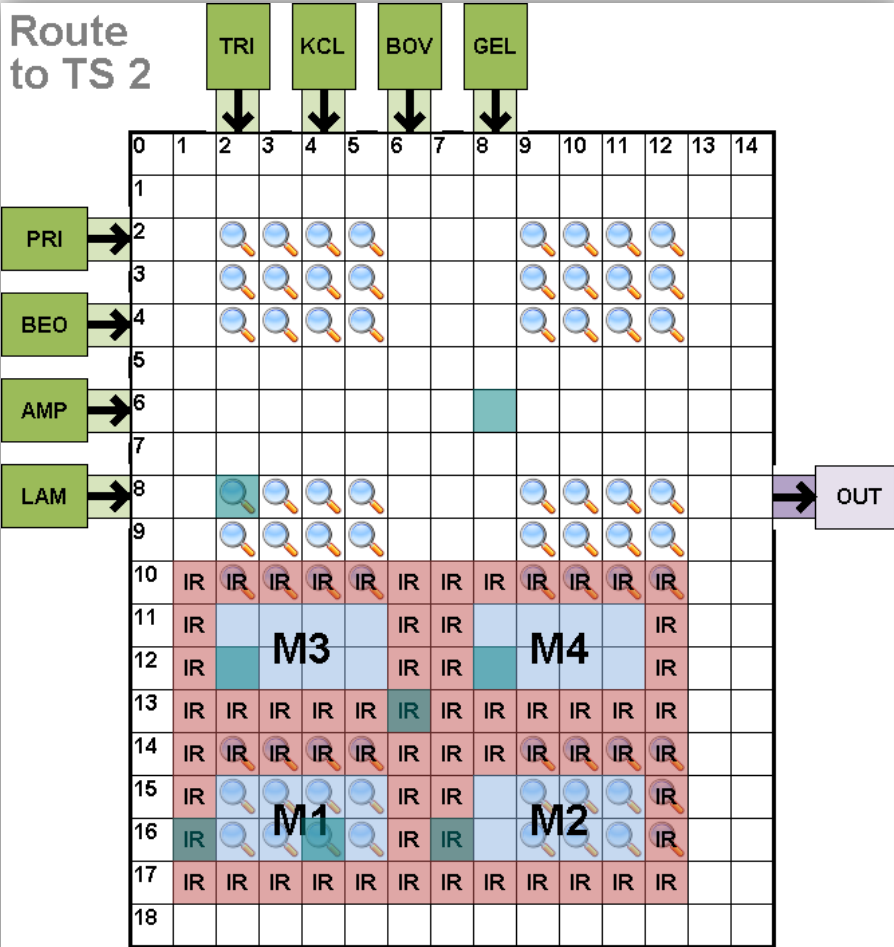 Route
to TS 2
TRI KCL BOV GEL
0 1 2 3 4 5 6 7 8 9 10 11 12 13 14
1
PRI 2
3
BEO 4
5
AMP 6
7
LAM 8 OUT
9
10 IR IR IR IR IR IR IR IR IR IR IR IR
11 IR IR IR IR
M3 M4
12 IR IR IR IR
13 IR IR IR IR IR IR IR IR IR IR IR IR
14 IR IR IR IR IR IR IR IR IR IR IR IR
15 IR IR IR IR
M1 M2
16 IR IR IR IR
17 IR IR IR IR IR IR IR IR IR IR IR IR
18